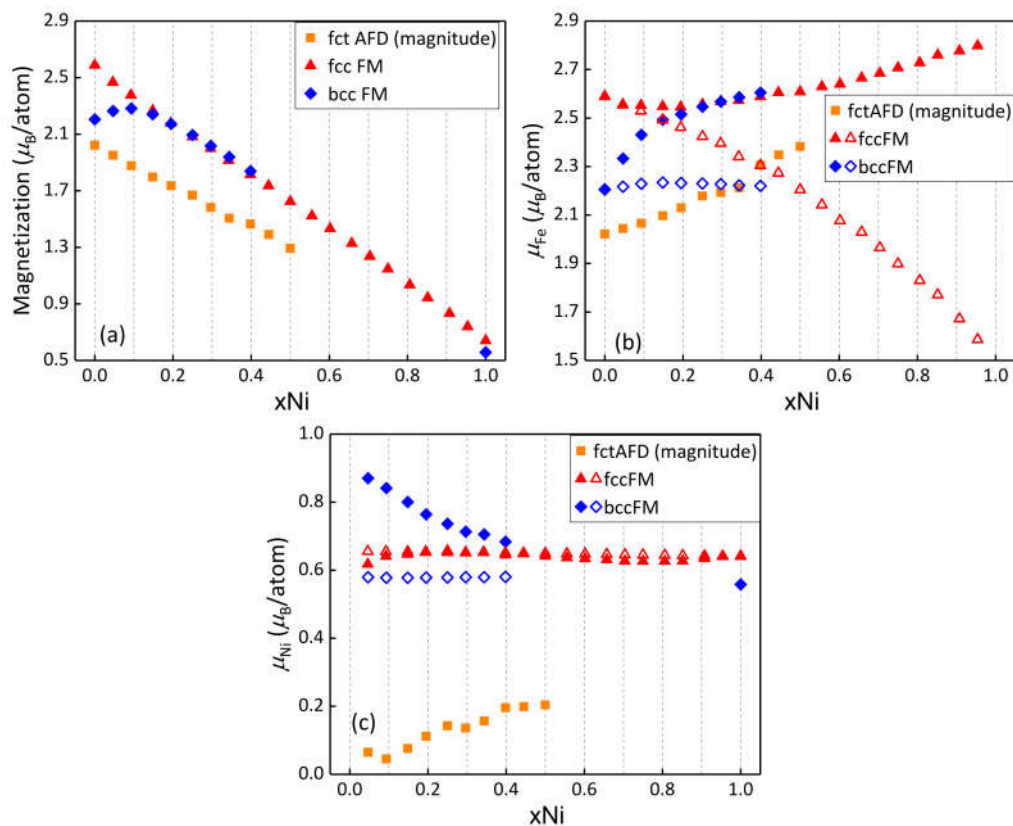 2.9
2.5
2.1
1.7
1.3
0.9
0.5
Magnetization (μB/atom)
fct AFD (magnitude)
fcc FM
bcc FM
(a)
0.0 0.2 0.4 0.6 0.8 1.0
xNi
2.9
2.7
2.5
2.3
2.1
1.9
1.7
1.5
μFe (μB/atom)
fctAFD (magnitude)
fccFM
bccFM
(b)
0.0 0.2 0.4 0.6 0.8 1.0
xNi
1.0
0.8
0.6
0.4
0.2
0.0
μNi (μB/atom)
fctAFD (magnitude)
fccFM
bccFM
(c)
0.0 0.2 0.4 0.6 0.8 1.0
xNi